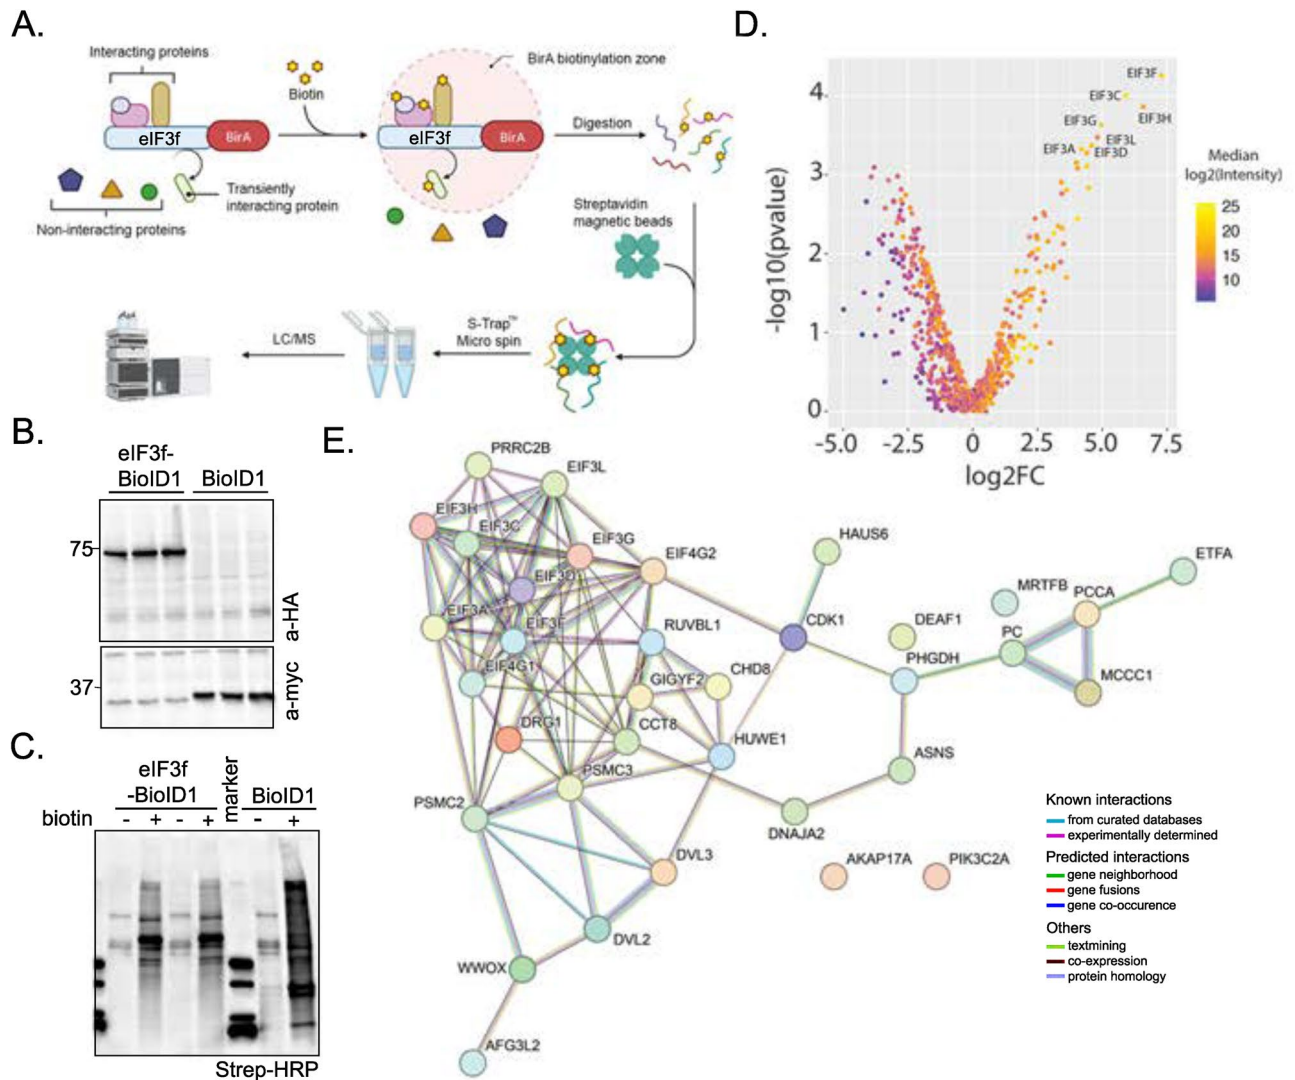 A.
Interacting proteins
eIF3f
BirA
Transiently
interacting protein
Non-interacting proteins
Biotin
BirA biotinylation zone
eIF3f
BirA
Digestion
Streptavidin
magnetic beads
S-Trap™
Micro spin
LC/MS
B.
eIF3f-
BioID1
BioID1
75
37
a-HA
a-myc
C.
eIF3f
-BioID1
marker
BioID1
biotin
- + - + - +
Strep-HRP
D.
-log10(pvalue)
4
3
2
1
0
-5.0 -2.5 0 2.5 5.0 7.5
log2FC
EIF3F
EIF3C
EIF3H
EIF3G
EIF3L
EIF3A
EIF3D
Median
log2(Intensity)
25
20
15
10
E.
PRRC2B
EIF3L
EIF3H
EIF3C
EIF3G
EIF4G2
EIF3D
EIF3A
EIF3F
RUVBL1
EIF4G1
GIGYF2
CHD8
DRG1
CCT8
HUWE1
PSMC3
PSMC2
DVL3
DVL2
WWOX
AFG3L2
HAUS6
CDK1
DEAF1
PHGDH
MRTFB
PC
PCCA
ETFA
MCCC1
ASNS
DNAJA2
AKAP17A
PIK3C2A
Known interactions
from curated databases
experimentally determined
Predicted interactions
gene neighborhood
gene fusions
gene co-occurence
Others
textmining
co-expression
protein homology